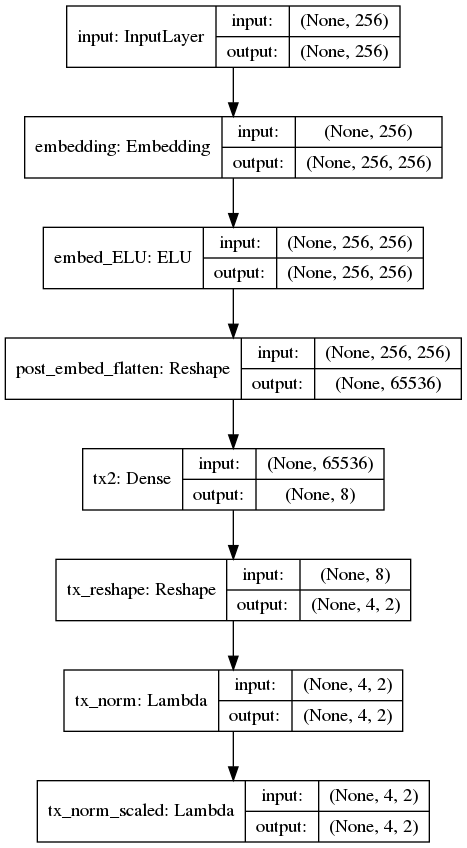 input: InputLayer
input: (None, 256)
output: (None, 256)
embedding: Embedding
input: (None, 256)
output: (None, 256, 256)
embed_ELU: ELU
input: (None, 256, 256)
output: (None, 256, 256)
post_embed_flatten: Reshape
input: (None, 256, 256)
output: (None, 65536)
tx2: Dense
input: (None, 65536)
output: (None, 8)
tx_reshape: Reshape
input: (None, 8)
output: (None, 4, 2)
tx_norm: Lambda
input: (None, 4, 2)
output: (None, 4, 2)
tx_norm_scaled: Lambda
input: (None, 4, 2)
output: (None, 4, 2)